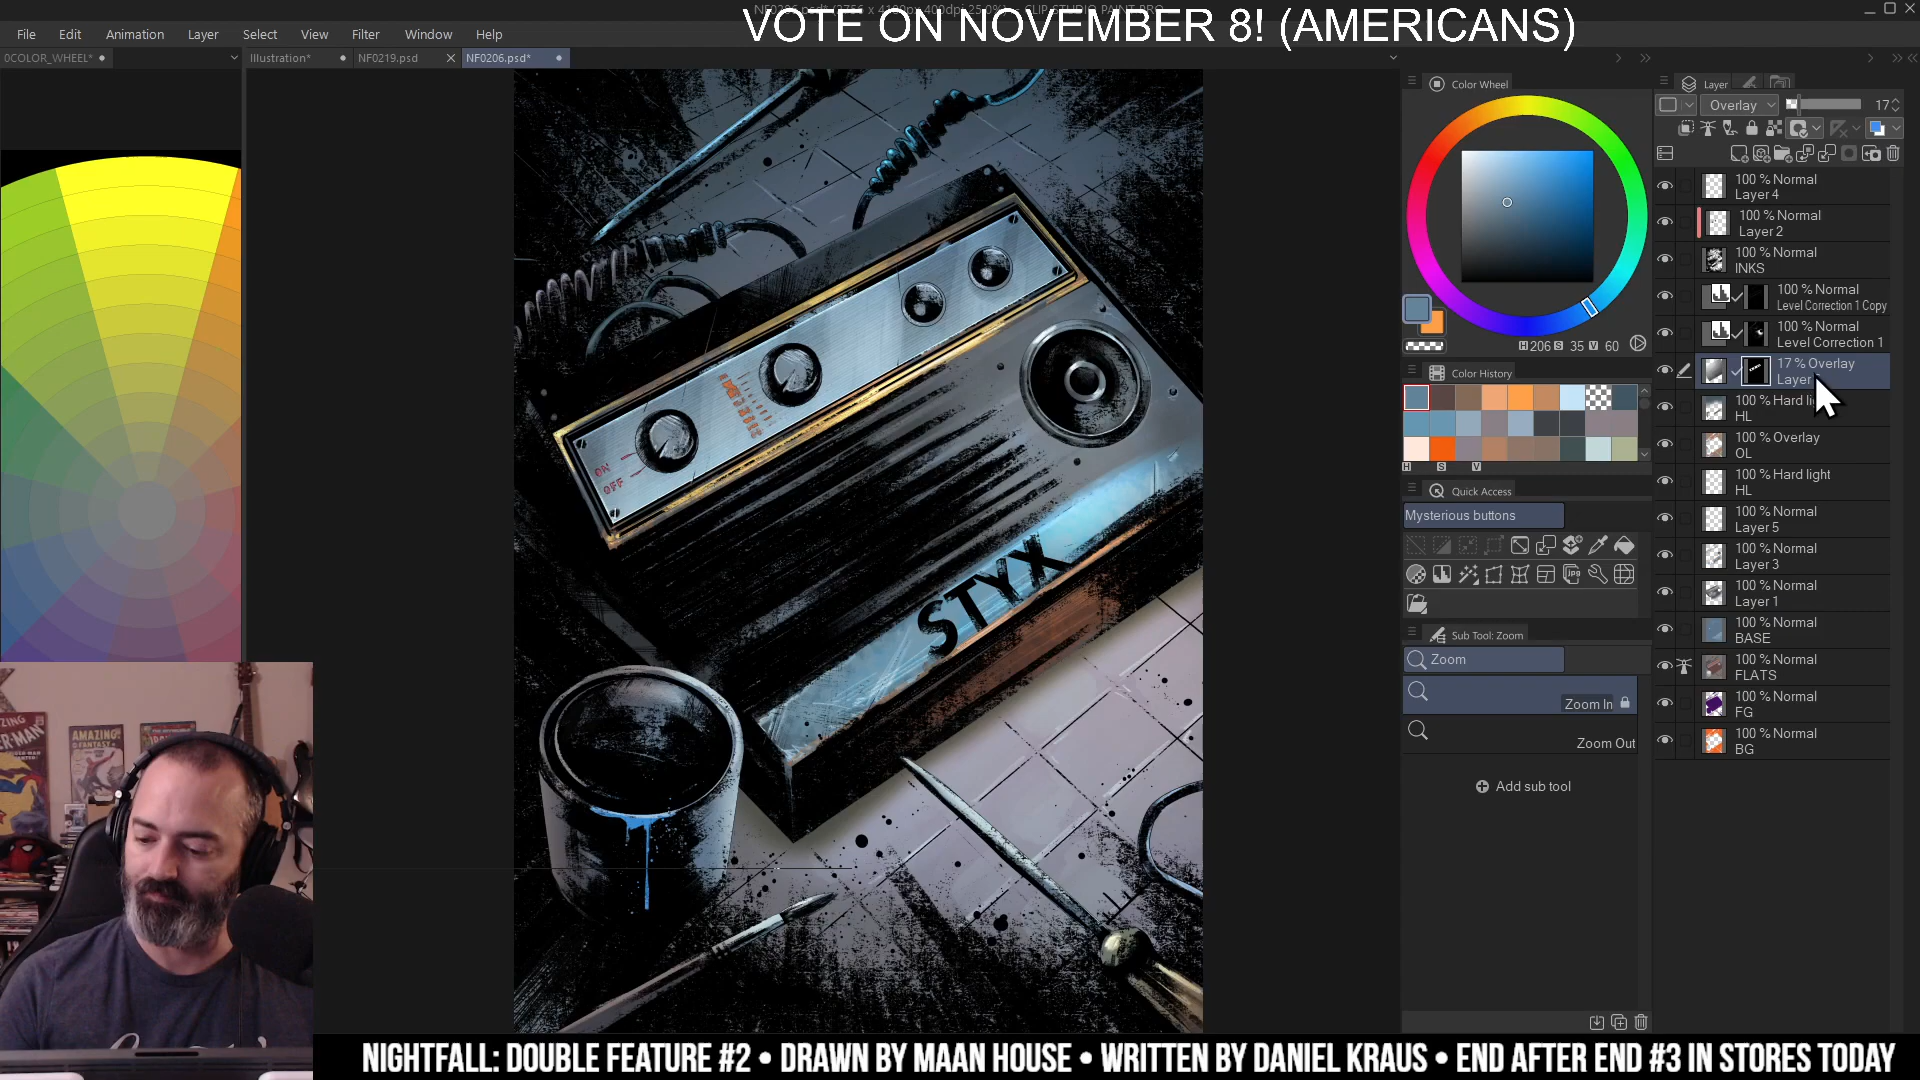 VOTE ON NOVEMBER 8! (AMERICANS)
File Edit Animation Layer Select View Filter Window Help
0COLOR_WHEEL*
Illustration*
NF0219.psd
NF0206.psd*
Color Wheel
H 206 S 35 V 60
Color History
H S V
Quick Access
Mysterious buttons
Sub Tool: Zoom
Zoom
Zoom In
Zoom Out
Add sub tool
Layer
Overlay 17
100 % Normal
Layer 4
100 % Normal
Layer 2
100 % Normal
INKS
100 % Normal
Level Correction 1 Copy
100 % Normal
Level Correction 1
17 % Overlay
Layer
100 % Hard
HL
100 % Overlay
OL
100 % Hard light
HL
100 % Normal
Layer 5
100 % Normal
Layer 3
100 % Normal
Layer 1
100 % Normal
BASE
100 % Normal
FLATS
100 % Normal
FG
100 % Normal
BG
ON
OFF
STYX
AMAZING
NIGHTFALL: DOUBLE FEATURE #2 • DRAWN BY MAAN HOUSE • WRITTEN BY DANIEL KRAUS • END AFTER END #3 IN STORES TODAY